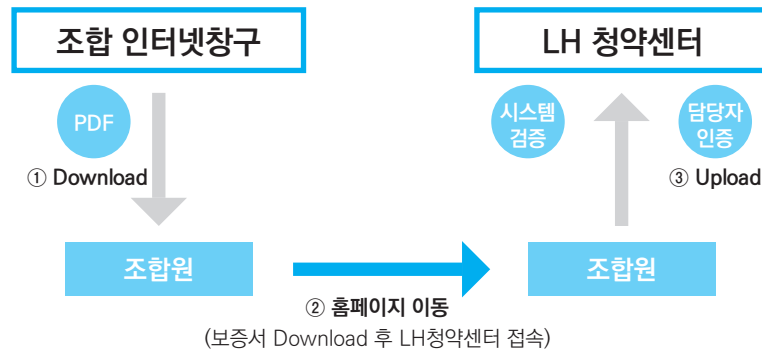 조합 인터넷창구
LH 청약센터
PDF
시스템
검증
담당자
인증
① Download
③ Upload
조합원
조합원
② 홈페이지 이동
(보증서 Download 후 LH청약센터 접속)